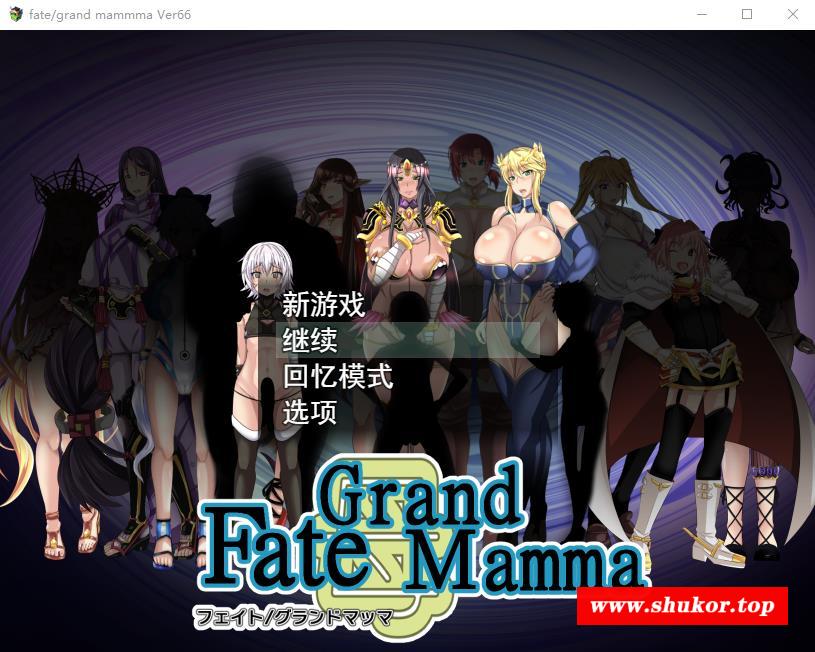 fate/grand mammma Ver66
新游戏
继续
回忆模式
选项
Grand
Fate Mamma
フェイト/グランドマッマ
www.shukor.top